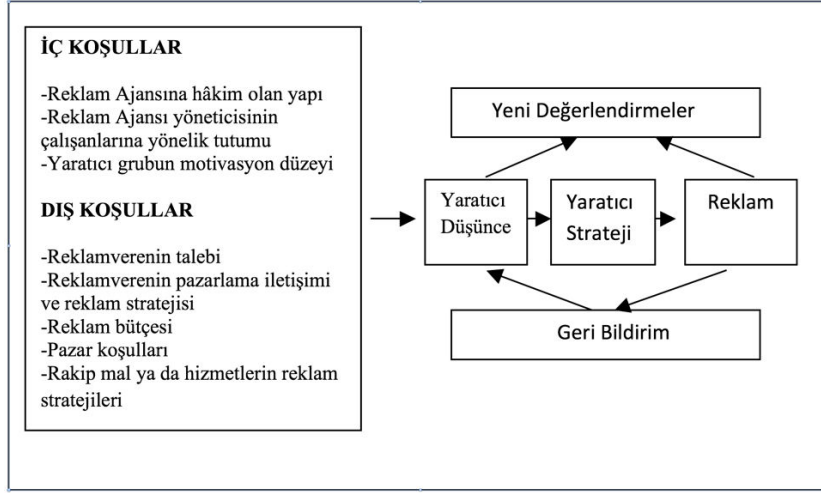 İÇ KOŞULLAR
-Reklam Ajansına hâkim olan yapı
-Reklam Ajansı yöneticisinin
çalışanlarına yönelik tutumu
-Yaratıcı grubun motivasyon düzeyi
DIŞ KOŞULLAR
-Reklamverenin talebi
-Reklamverenin pazarlama iletişimi
ve reklam stratejisi
-Reklam bütçesi
-Pazar koşulları
-Rakip mal ya da hizmetlerin reklam
stratejileri
Yeni Değerlendirmeler
Yaratıcı
Düşünce
Yaratıcı
Strateji
Reklam
Geri Bildirim